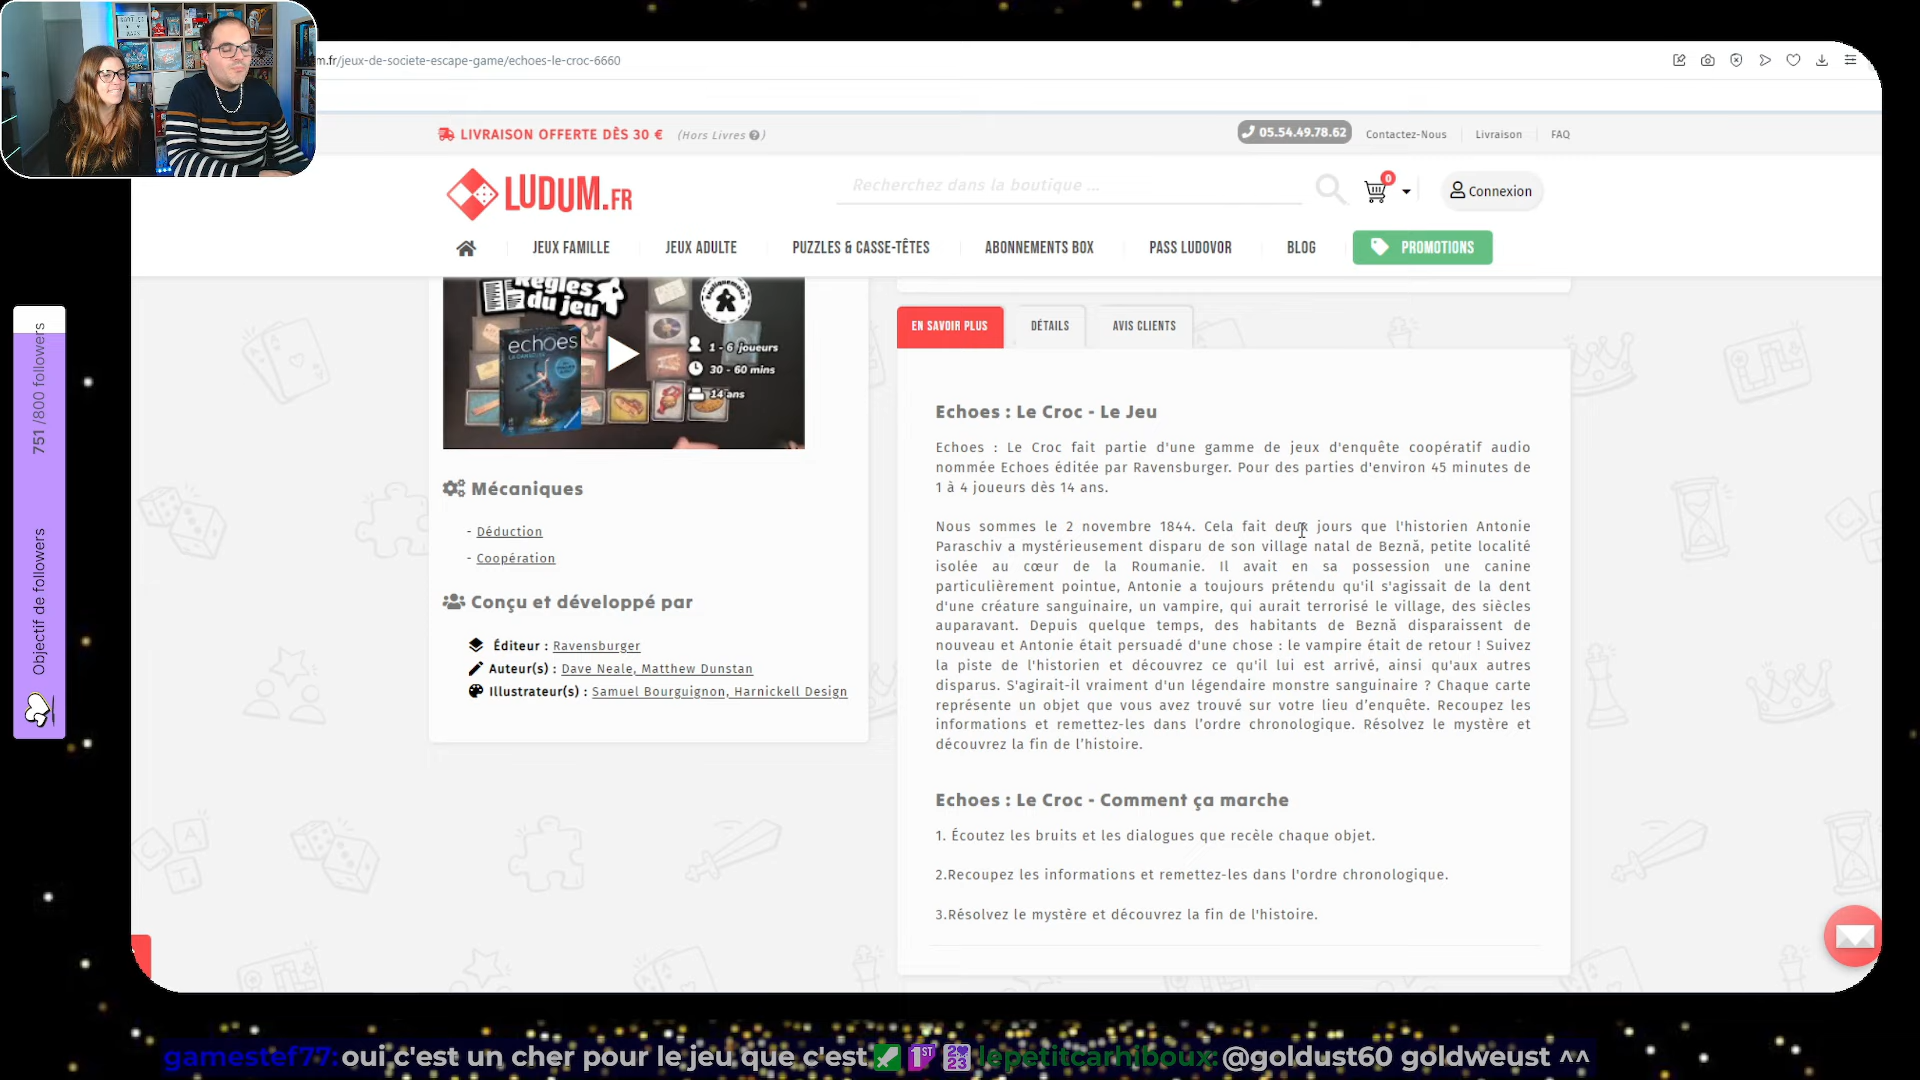 m.fr/jeux-de-societe-escape-game/echoes-le-croc-6660
LIVRAISON OFFERTE DÈS 30 € (Hors Livres ?)
05.54.49.78.62
Contactez-Nous
Livraison
FAQ
LUDUM.FR
Recherchez dans la boutique ...
0
Connexion
JEUX FAMILLE
JEUX ADULTE
PUZZLES & CASSE-TÊTES
ABONNEMENTS BOX
PASS LUDOVOR
BLOG
PROMOTIONS
Règles
du jeu
echoes
1 - 6 joueurs
30 - 60 mins
14 ans
Mécaniques
- Déduction
- Coopération
Conçu et développé par
Éditeur : Ravensburger
Auteur(s) : Dave Neale, Matthew Dunstan
Illustrateur(s) : Samuel Bourguignon, Harnickell Design
EN SAVOIR PLUS
DÉTAILS
AVIS CLIENTS
Echoes : Le Croc - Le Jeu
Echoes : Le Croc fait partie d'une gamme de jeux d'enquête coopératif audio
nommée Echoes éditée par Ravensburger. Pour des parties d'environ 45 minutes de
1 à 4 joueurs dès 14 ans.
Nous sommes le 2 novembre 1844. Cela fait deux jours que l'historien Antonie
Paraschiv a mystérieusement disparu de son village natal de Beznă, petite localité
isolée au cœur de la Roumanie. Il avait en sa possession une canine
particulièrement pointue, Antonie a toujours prétendu qu'il s'agissait de la dent
d'une créature sanguinaire, un vampire, qui aurait terrorisé le village, des siècles
auparavant. Depuis quelque temps, des habitants de Beznă disparaissent de
nouveau et Antonie était persuadé d'une chose : le vampire était de retour ! Suivez
la piste de l'historien et découvrez ce qu'il lui est arrivé, ainsi qu'aux autres
disparus. S'agirait-il vraiment d'un légendaire monstre sanguinaire ? Chaque carte
représente un objet que vous avez trouvé sur votre lieu d’enquête. Recoupez les
informations et remettez-les dans l’ordre chronologique. Résolvez le mystère et
découvrez la fin de l’histoire.
Echoes : Le Croc - Comment ça marche
1. Écoutez les bruits et les dialogues que recèle chaque objet.
2.Recoupez les informations et remettez-les dans l'ordre chronologique.
3.Résolvez le mystère et découvrez la fin de l'histoire.
751 /800 followers
Objectif de followers
gamestef77: oui c'est un cher pour le jeu que c'est 1ST 2023 lepetitcarhiboux: @goldust60 goldweust ^^